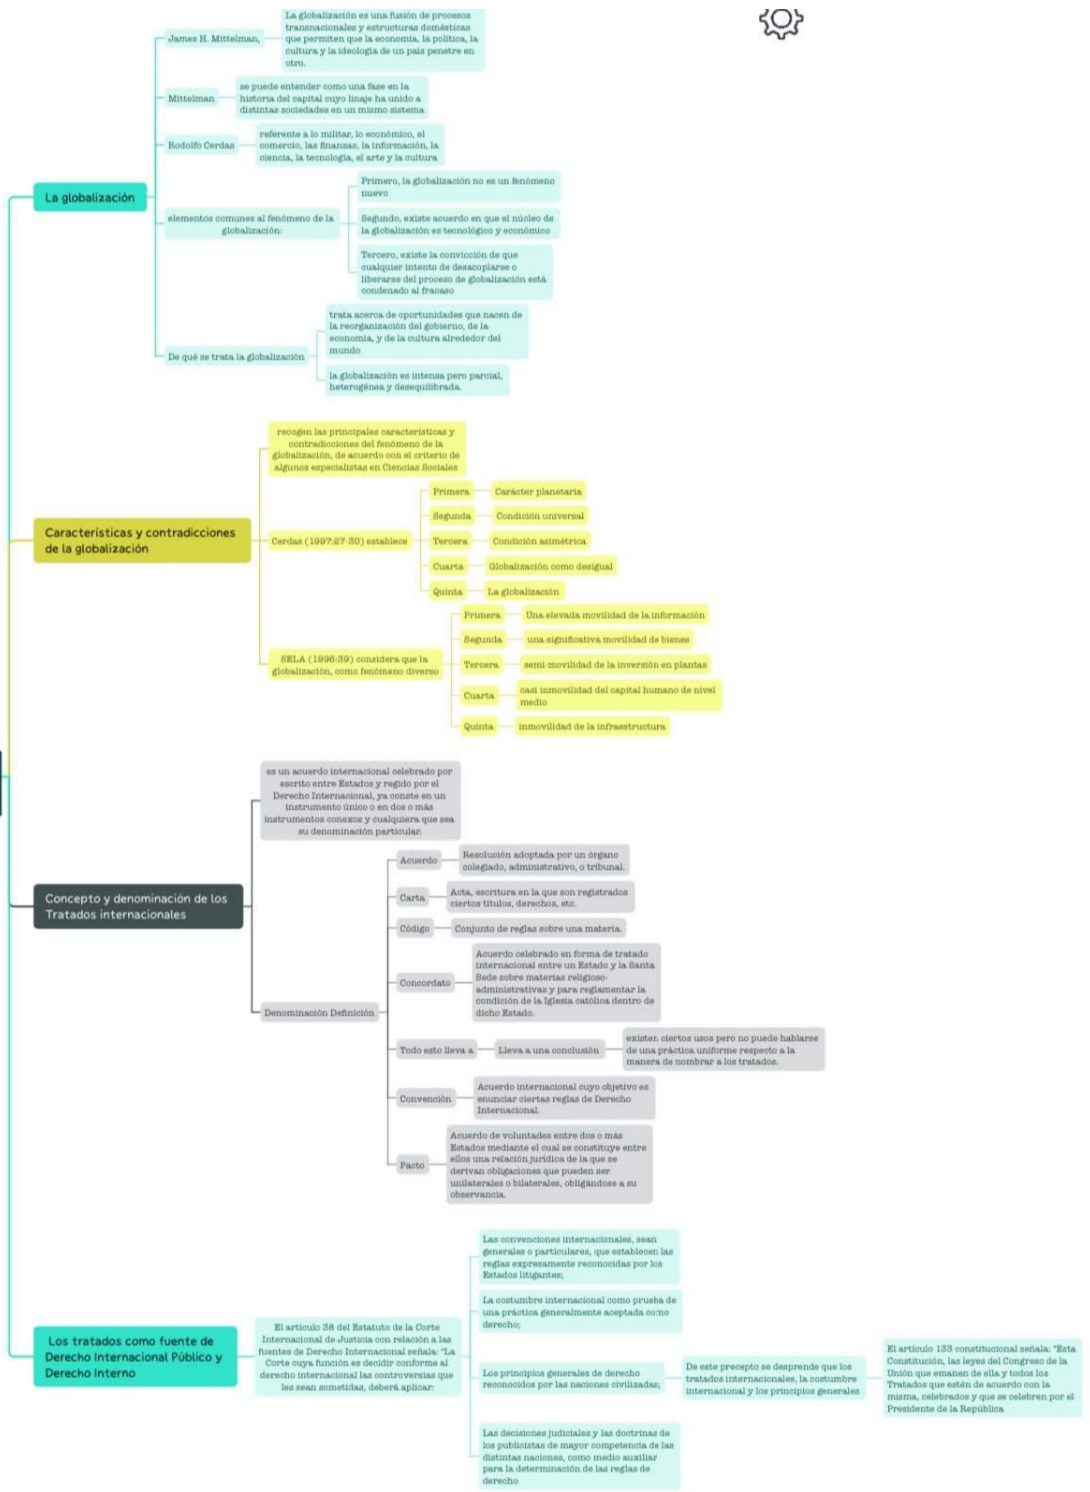 La globalización
James H. Mittelman,
La globalización es una fusión de procesos
transnacionales y estructuras domésticas
que permiten que la economía, la política, la
cultura y la ideología de un país penetre en
otro.
Mittelman
se puede entender como una fase en la
historia del capital cuyo linaje ha unido a
distintas sociedades en un mismo sistema
Rodolfo Cerdas
referente a lo militar, lo económico, el
comercio, las finanzas, la información, la
ciencia, la tecnología, el arte y la cultura
elementos comunes al fenómeno de la
globalización:
Primero, la globalización no es un fenómeno
nuevo
Segundo, existe acuerdo en que el núcleo de
la globalización es tecnológico y económico
Tercero, existe la convicción de que
cualquier intento de desacoplarse o
liberarse del proceso de globalización está
condenado al fracaso
De qué se trata la globalización
trata acerca de oportunidades que nacen de
la reorganización del gobierno, de la
economía, y de la cultura alrededor del
mundo
la globalización es intensa pero parcial,
heterogénea y desequilibrada.
Características y contradicciones
de la globalización
recogen las principales características y
contradicciones del fenómeno de la
globalización, de acuerdo con el criterio de
algunos especialistas en Ciencias Sociales
Cerdas (1997:27-30) establece
Primera
Carácter planetaria
Segunda
Condición universal
Tercera
Condición asimétrica
Cuarta
Globalización como desigual
Quinta
La globalización
SELA (1996:39) considera que la
globalización, como fenómeno diverso
Primera
Una elevada movilidad de la información
Segunda
una significativa movilidad de bienes
Tercera
semi-movilidad de la inversión en plantas
Cuarta
casi inmovilidad del capital humano de nivel
medio
Quinta
inmovilidad de la infraestructura
Concepto y denominación de los
Tratados internacionales
es un acuerdo internacional celebrado por
escrito entre Estados y regido por el
Derecho Internacional, ya conste en un
instrumento único o en dos o más
instrumentos conexos y cualquiera que sea
su denominación particular.
Denominación Definición
Acuerdo
Resolución adoptada por un órgano
colegiado, administrativo, o tribunal.
Carta
Acta, escritura en la que son registrados
ciertos títulos, derechos, etc.
Código
Conjunto de reglas sobre una materia.
Concordato
Acuerdo celebrado en forma de tratado
internacional entre un Estado y la Santa
Sede sobre materias religioso-
administrativas y para reglamentar la
condición de la Iglesia católica dentro de
dicho Estado.
Todo esto lleva a
Lleva a una conclusión
existen ciertos usos pero no puede hablarse
de una práctica uniforme respecto a la
manera de nombrar a los tratados.
Convención
Acuerdo internacional cuyo objetivo es
enunciar ciertas reglas de Derecho
Internacional.
Pacto
Acuerdo de voluntades entre dos o más
Estados mediante el cual se constituye entre
ellos una relación jurídica de la que se
derivan obligaciones que pueden ser
unilaterales o bilaterales, obligándose a su
observancia.
Los tratados como fuente de
Derecho Internacional Público y
Derecho Interno
El artículo 38 del Estatuto de la Corte
Internacional de Justicia con relación a las
fuentes de Derecho Internacional señala: "La
Corte cuya función es decidir conforme al
derecho internacional las controversias que
les sean sometidas, deberá aplicar:
Las convenciones internacionales, sean
generales o particulares, que establecen las
reglas expresamente reconocidas por los
Estados litigantes;
La costumbre internacional como prueba de
una práctica generalmente aceptada como
derecho;
Los principios generales de derecho
reconocidos por las naciones civilizadas;
De este precepto se desprende que los
tratados internacionales, la costumbre
internacional y los principios generales
El artículo 133 constitucional señala: "Esta
Constitución, las leyes del Congreso de la
Unión que emanen de ella y todos los
Tratados que estén de acuerdo con la
misma, celebrados y que se celebren por el
Presidente de la República
Las decisiones judiciales y las doctrinas de
los publicistas de mayor competencia de las
distintas naciones, como medio auxiliar
para la determinación de las reglas de
derecho